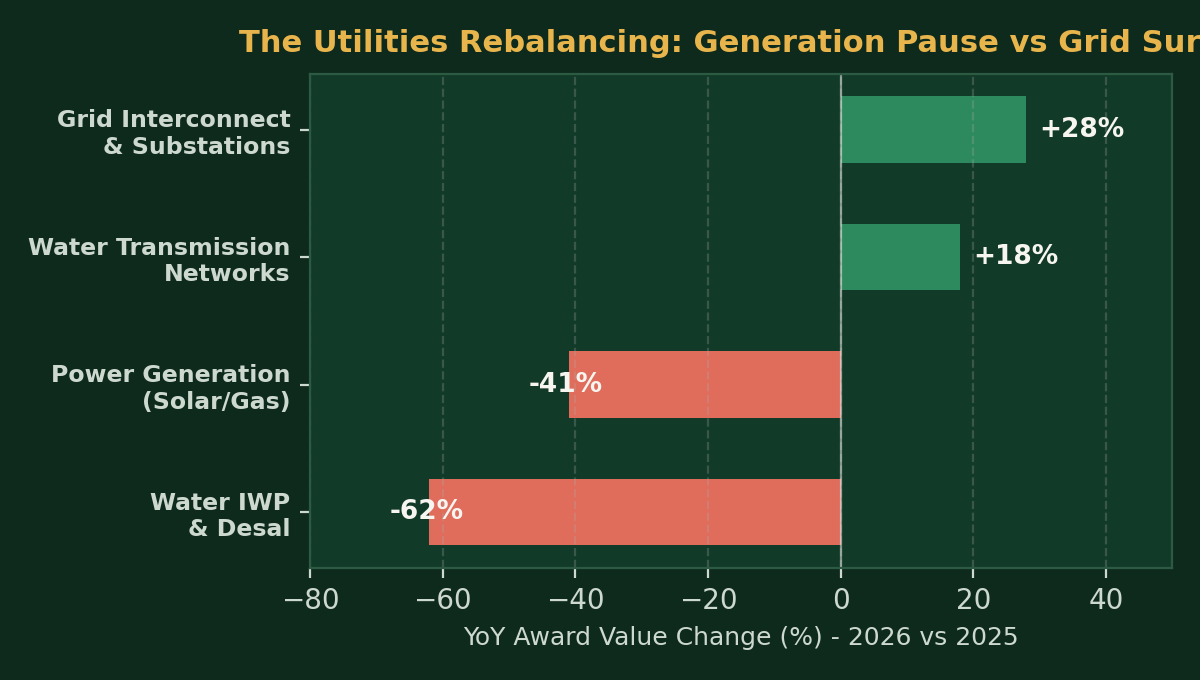 The Utilities Rebalancing: Generation Pause vs Grid Sur
Grid Interconnect
& Substations
+28%
Water Transmission
Networks
+18%
Power Generation
(Solar/Gas)
-41%
Water IWP
& Desal
-62%
−80 −60 −40 −20 0 20 40
YoY Award Value Change (%) - 2026 vs 2025